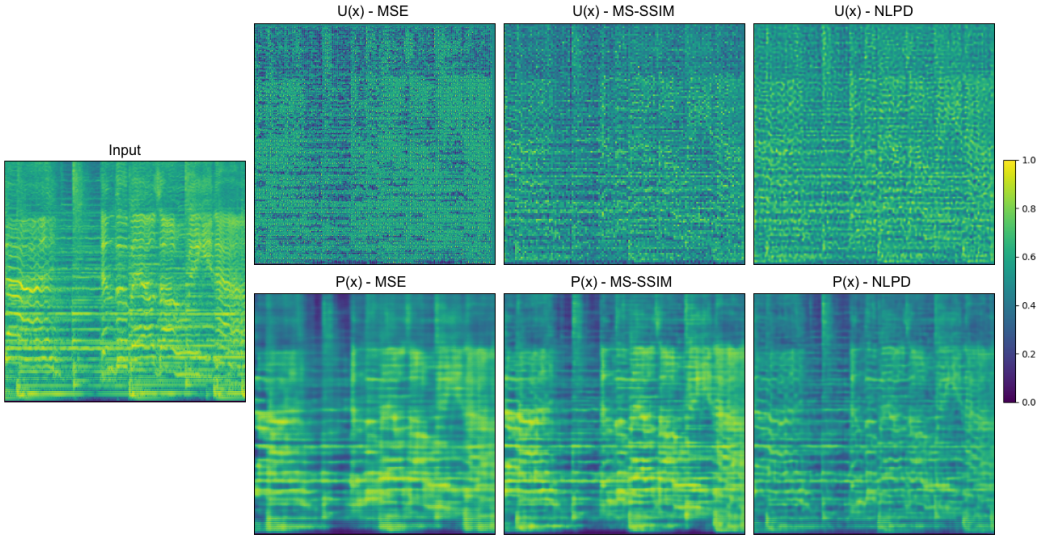 U(x) - MSE
U(x) - MS-SSIM
U(x) - NLPD
Input
1.0
0.8
0.6
0.4
0.2
0.0
P(x) - MSE
P(x) - MS-SSIM
P(x) - NLPD